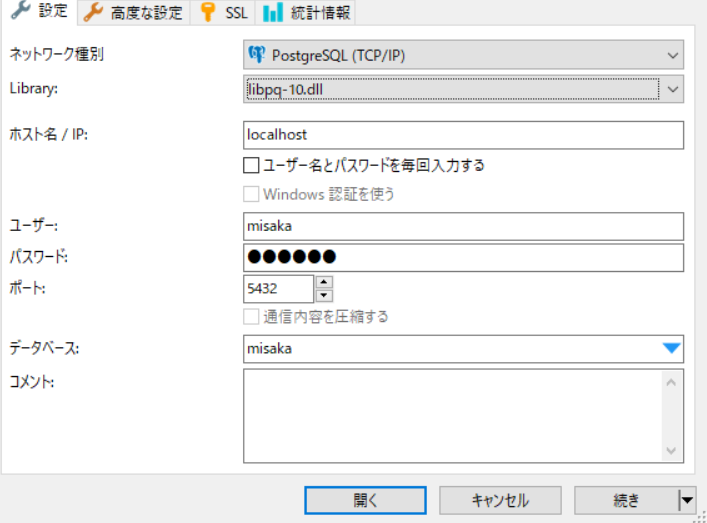 設定 高度な設定 SSL 統計情報
ネットワーク種別 PostgreSQL (TCP/IP)
Library: libpq-10.dll
ホスト名 / IP: localhost
ユーザー名とパスワードを毎回入力する
Windows 認証を使う
ユーザー: misaka
パスワード: ●●●●●●
ポート: 5432
通信内容を圧縮する
データベース: misaka
コメント:
開く キャンセル 続き